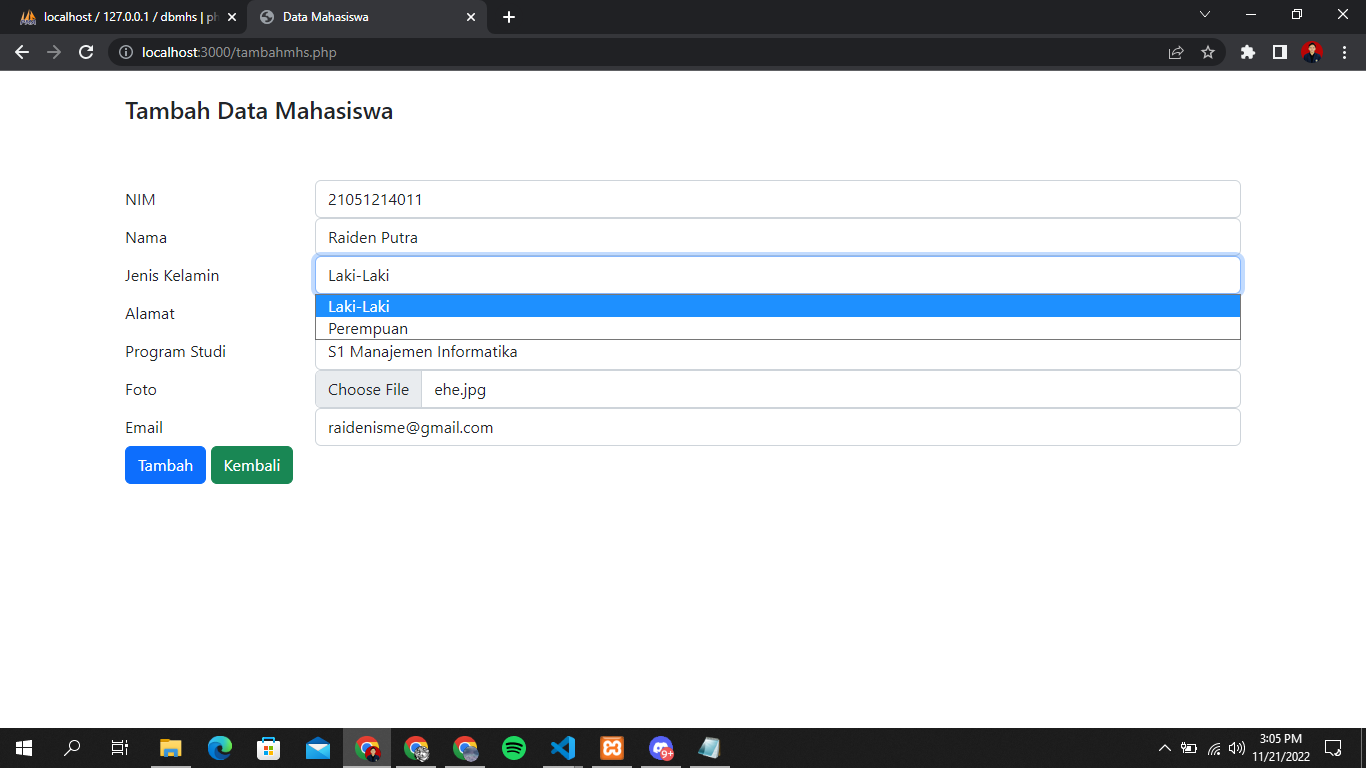 localhost / 127.0.0.1 / dbmhs | ph
Data Mahasiswa
localhost:3000/tambahmhs.php
Tambah Data Mahasiswa
NIM 21051214011
Nama Raiden Putra
Jenis Kelamin Laki-Laki
Laki-Laki
Alamat
Perempuan
Program Studi S1 Manajemen Informatika
Foto Choose File ehe.jpg
Email raidenisme@gmail.com
Tambah Kembali
9+
3:05 PM
11/21/2022